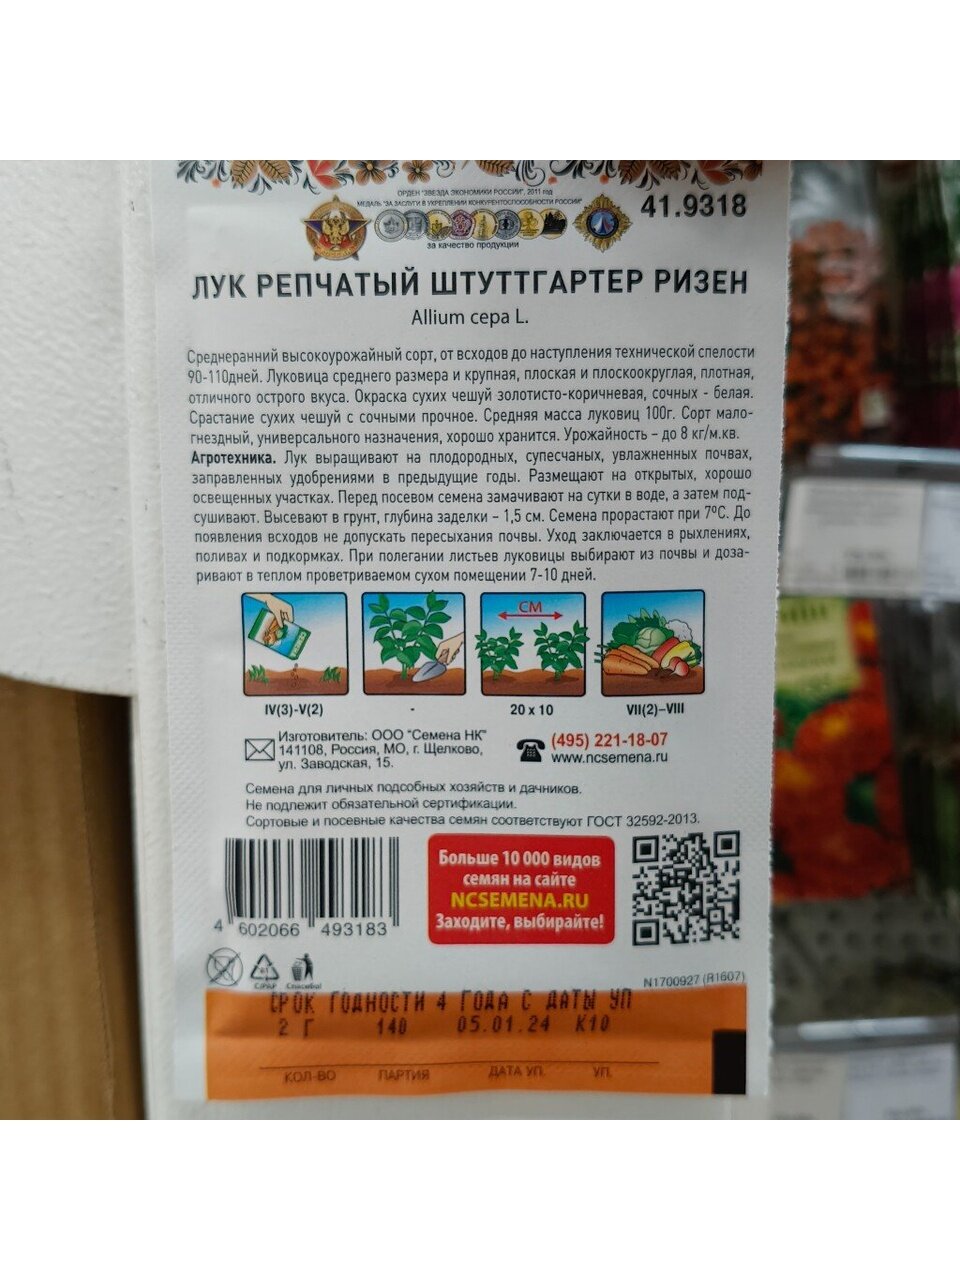 ОРДЕН "ЗВЕЗДА ЭКОНОМИКИ РОССИИ", 2011 год
МЕДАЛЬ "ЗА ЗАСЛУГИ В УКРЕПЛЕНИИ КОНКУРЕНТОСПОСОБНОСТИ РОССИИ"
41.9318
за качество продукции
ЛУК РЕПЧАТЫЙ ШТУТТГАРТЕР РИЗЕН
Allium cepa L.
Среднеранний высокоурожайный сорт, от всходов до наступления технической спелости
90-110дней. Луковица среднего размера и крупная, плоская и плоскоокруглая, плотная,
отличного острого вкуса. Окраска сухих чешуй золотисто-коричневая, сочных - белая.
Срастание сухих чешуй с сочными прочное. Средняя масса луковиц 100г. Сорт мало-
гнездный, универсального назначения, хорошо хранится. Урожайность – до 8 кг/м.кв.
Агротехника. Лук выращивают на плодородных, супесчаных, увлажненных почвах,
заправленных удобрениями в предыдущие годы. Размещают на открытых, хорошо
освещенных участках. Перед посевом семена замачивают на сутки в воде, а затем под-
сушивают. Высевают в грунт, глубина заделки – 1,5 см. Семена прорастают при 7ºС. До
появления всходов не допускать пересыхания почвы. Уход заключается в рыхлениях,
поливах и подкормках. При полегании листьев луковицы выбирают из почвы и доза-
ривают в теплом проветриваемом сухом помещении 7-10 дней.
СМ
IV(3)-V(2) - 20 x 10 VII(2)–VIII
Изготовитель: ООО "Семена НК"
141108, Россия, МО, г. Щелково,
ул. Заводская, 15.
(495) 221-18-07
www.ncsemena.ru
Семена для личных подсобных хозяйств и дачников.
Не подлежит обязательной сертификации.
Сортовые и посевные качества семян соответствуют ГОСТ 32592-2013.
Больше 10 000 видов
семян на сайте
NCSEMENA.RU
Заходите, выбирайте!
4 602066 493183
C/PAP
Спасибо!
N1700927 (R1607)
СРОК ГОДНОСТИ 4 ГОДА С ДАТЫ УП
2 Г 140 05.01.24 К10
КОЛ-ВО ПАРТИЯ ДАТА УП. УП.